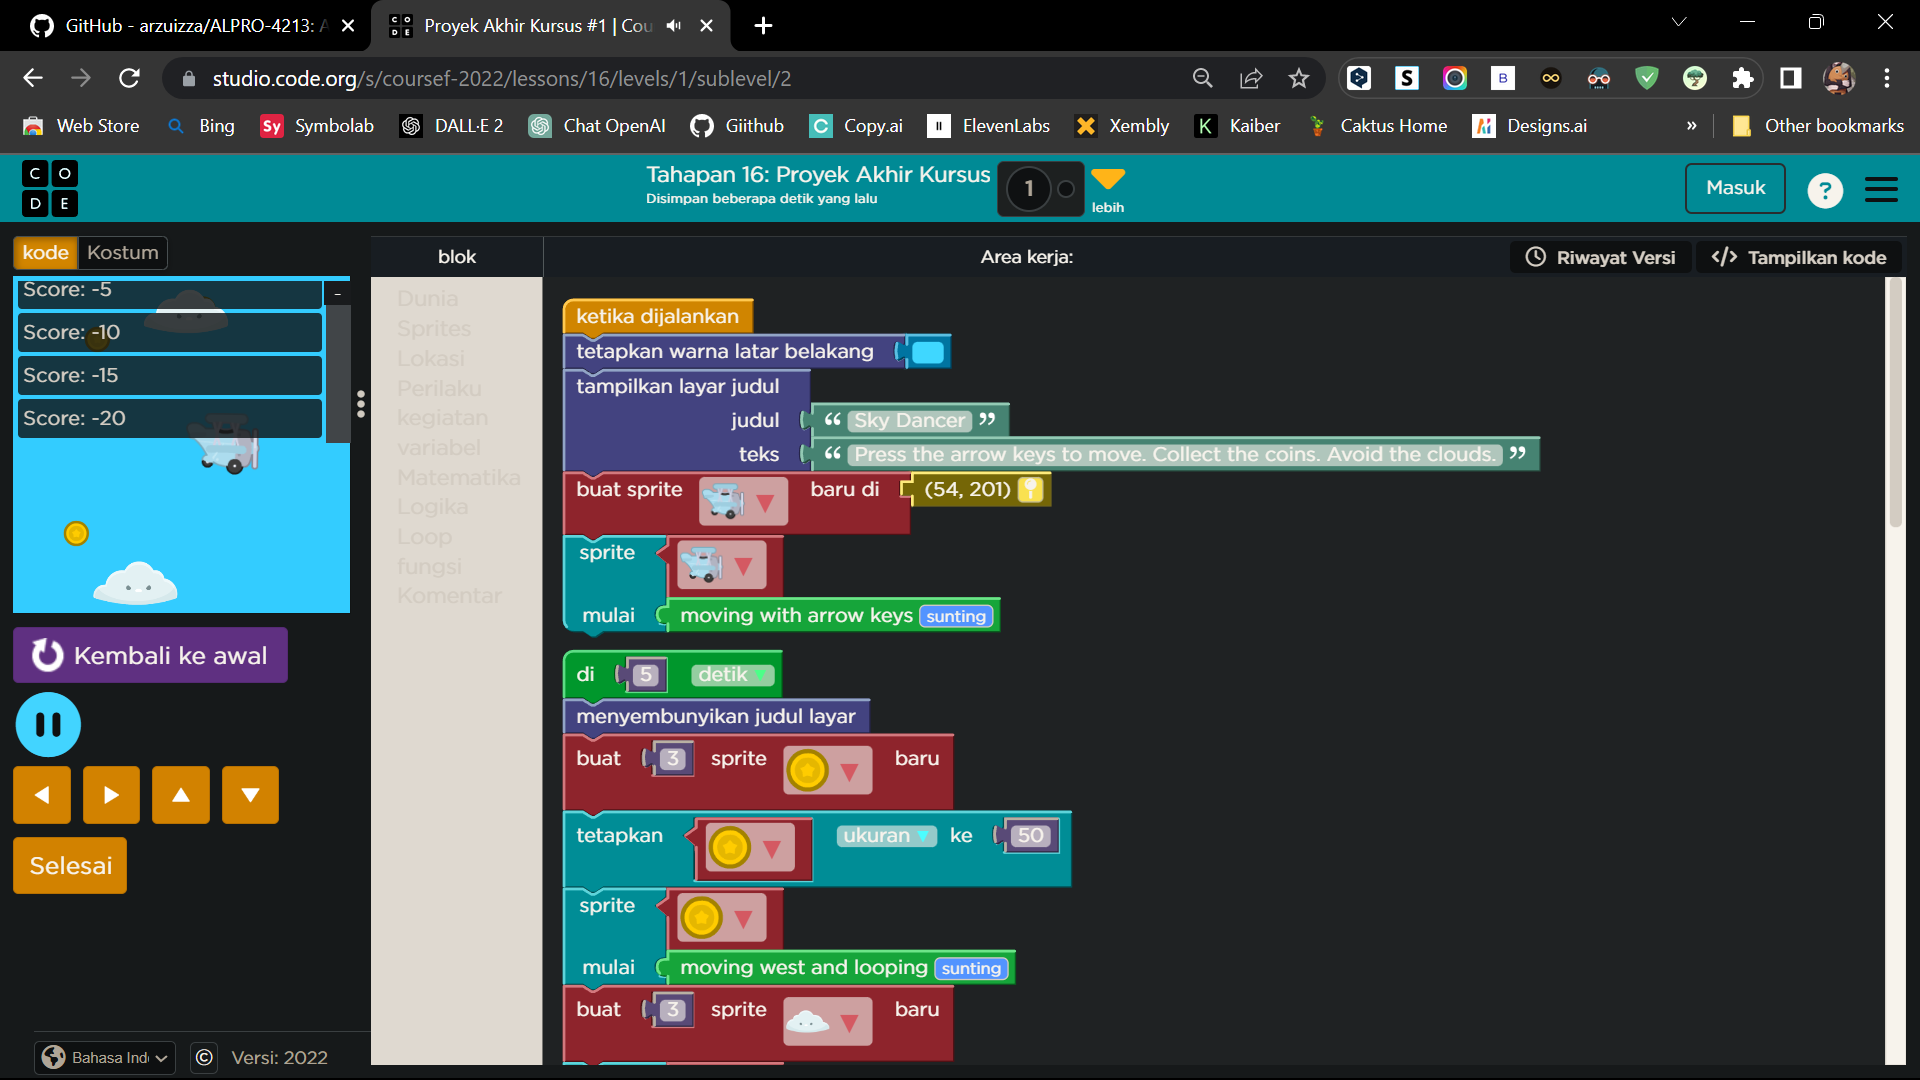 GitHub - arzuizza/ALPRO-4213: A
Proyek Akhir Kursus #1 | Cou
studio.code.org/s/coursef-2022/lessons/16/levels/1/sublevel/2
Web Store
Bing
Sy
Symbolab
DALL·E 2
Chat OpenAI
Giithub
Copy.ai
ElevenLabs
Xembly
K
Kaiber
Caktus Home
Designs.ai
»
Other bookmarks
C O
D E
Tahapan 16: Proyek Akhir Kursus
Disimpan beberapa detik yang lalu
1
lebih
Masuk
?
kode
Kostum
blok
Area kerja:
Riwayat Versi
</> Tampilkan kode
Score: -5
-
Score: -10
Score: -15
Score: -20
Kembali ke awal
Selesai
Bahasa Ind
©
Versi: 2022
Dunia
Sprites
Lokasi
Perilaku
kegiatan
variabel
Matematika
Logika
Loop
fungsi
Komentar
ketika dijalankan
tetapkan warna latar belakang
tampilkan layar judul
judul “ Sky Dancer ”
teks “ Press the arrow keys to move. Collect the coins. Avoid the clouds. ”
buat sprite baru di (54, 201)
sprite
mulai moving with arrow keys sunting
di 5 detik
menyembunyikan judul layar
buat 3 sprite baru
tetapkan ukuran ke 50
sprite
mulai moving west and looping sunting
buat 3 sprite baru